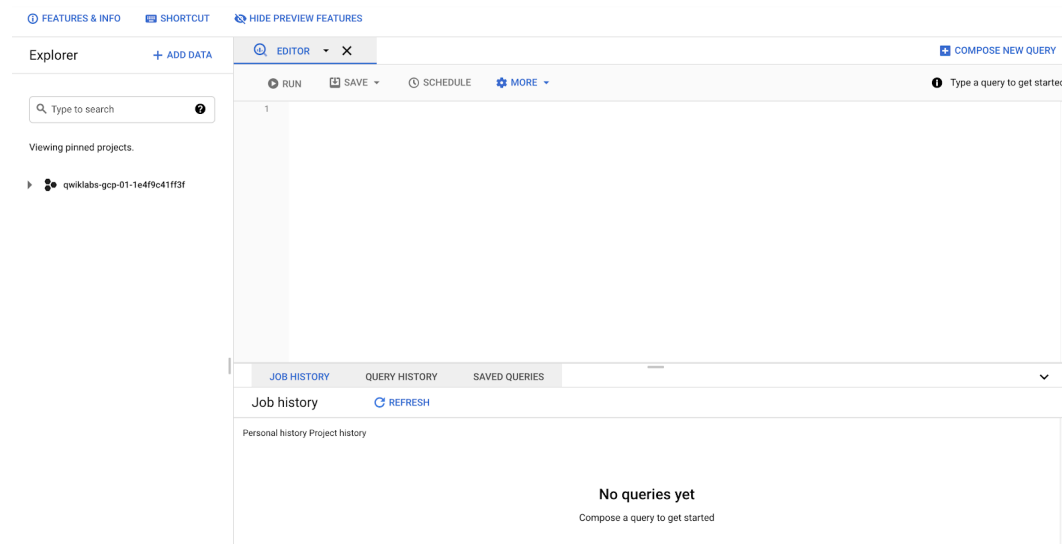 FEATURES & INFO SHORTCUT HIDE PREVIEW FEATURES
Explorer + ADD DATA
EDITOR
COMPOSE NEW QUERY
RUN SAVE SCHEDULE MORE
Type a query to get started
Type to search
1
Viewing pinned projects.
qwiklabs-gcp-01-1e4f9c41ff3f
JOB HISTORY QUERY HISTORY SAVED QUERIES
Job history REFRESH
Personal history Project history
No queries yet
Compose a query to get started